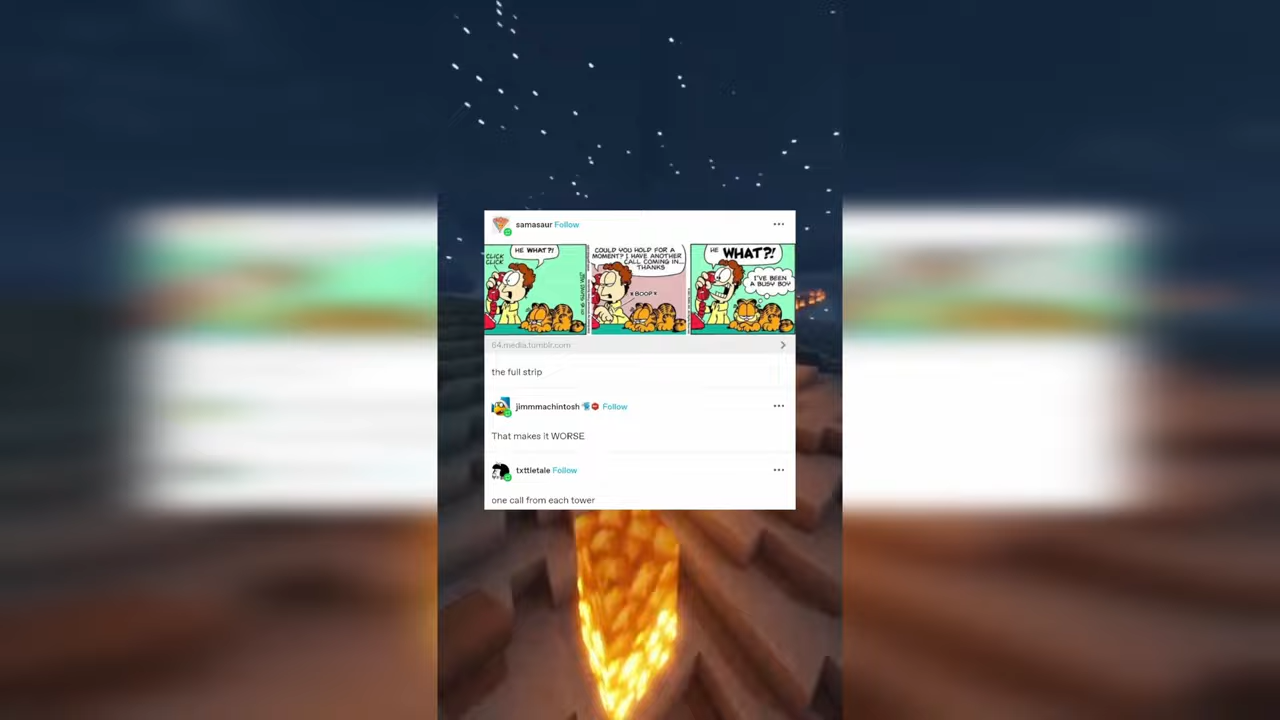 samasaur Follow
HE WHAT?!
CLICK
CLICK
COULD YOU HOLD FOR A
MOMENT? I HAVE ANOTHER
CALL COMING IN...
THANKS
*BOOP*
HE WHAT?!
I'VE BEEN
A BUSY BOY
64.media.tumblr.com
the full strip
jimmmachintosh Follow
That makes it WORSE
txttletale Follow
one call from each tower